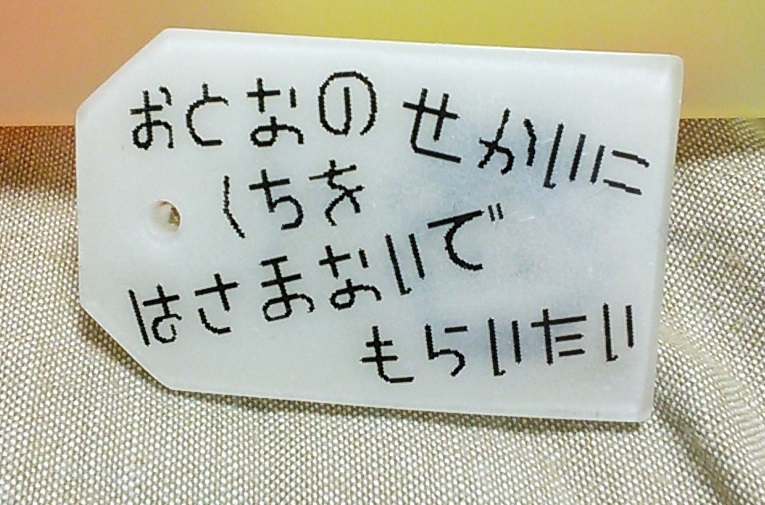 おとなの せかいに
くちを
はさまないで
もらいたい